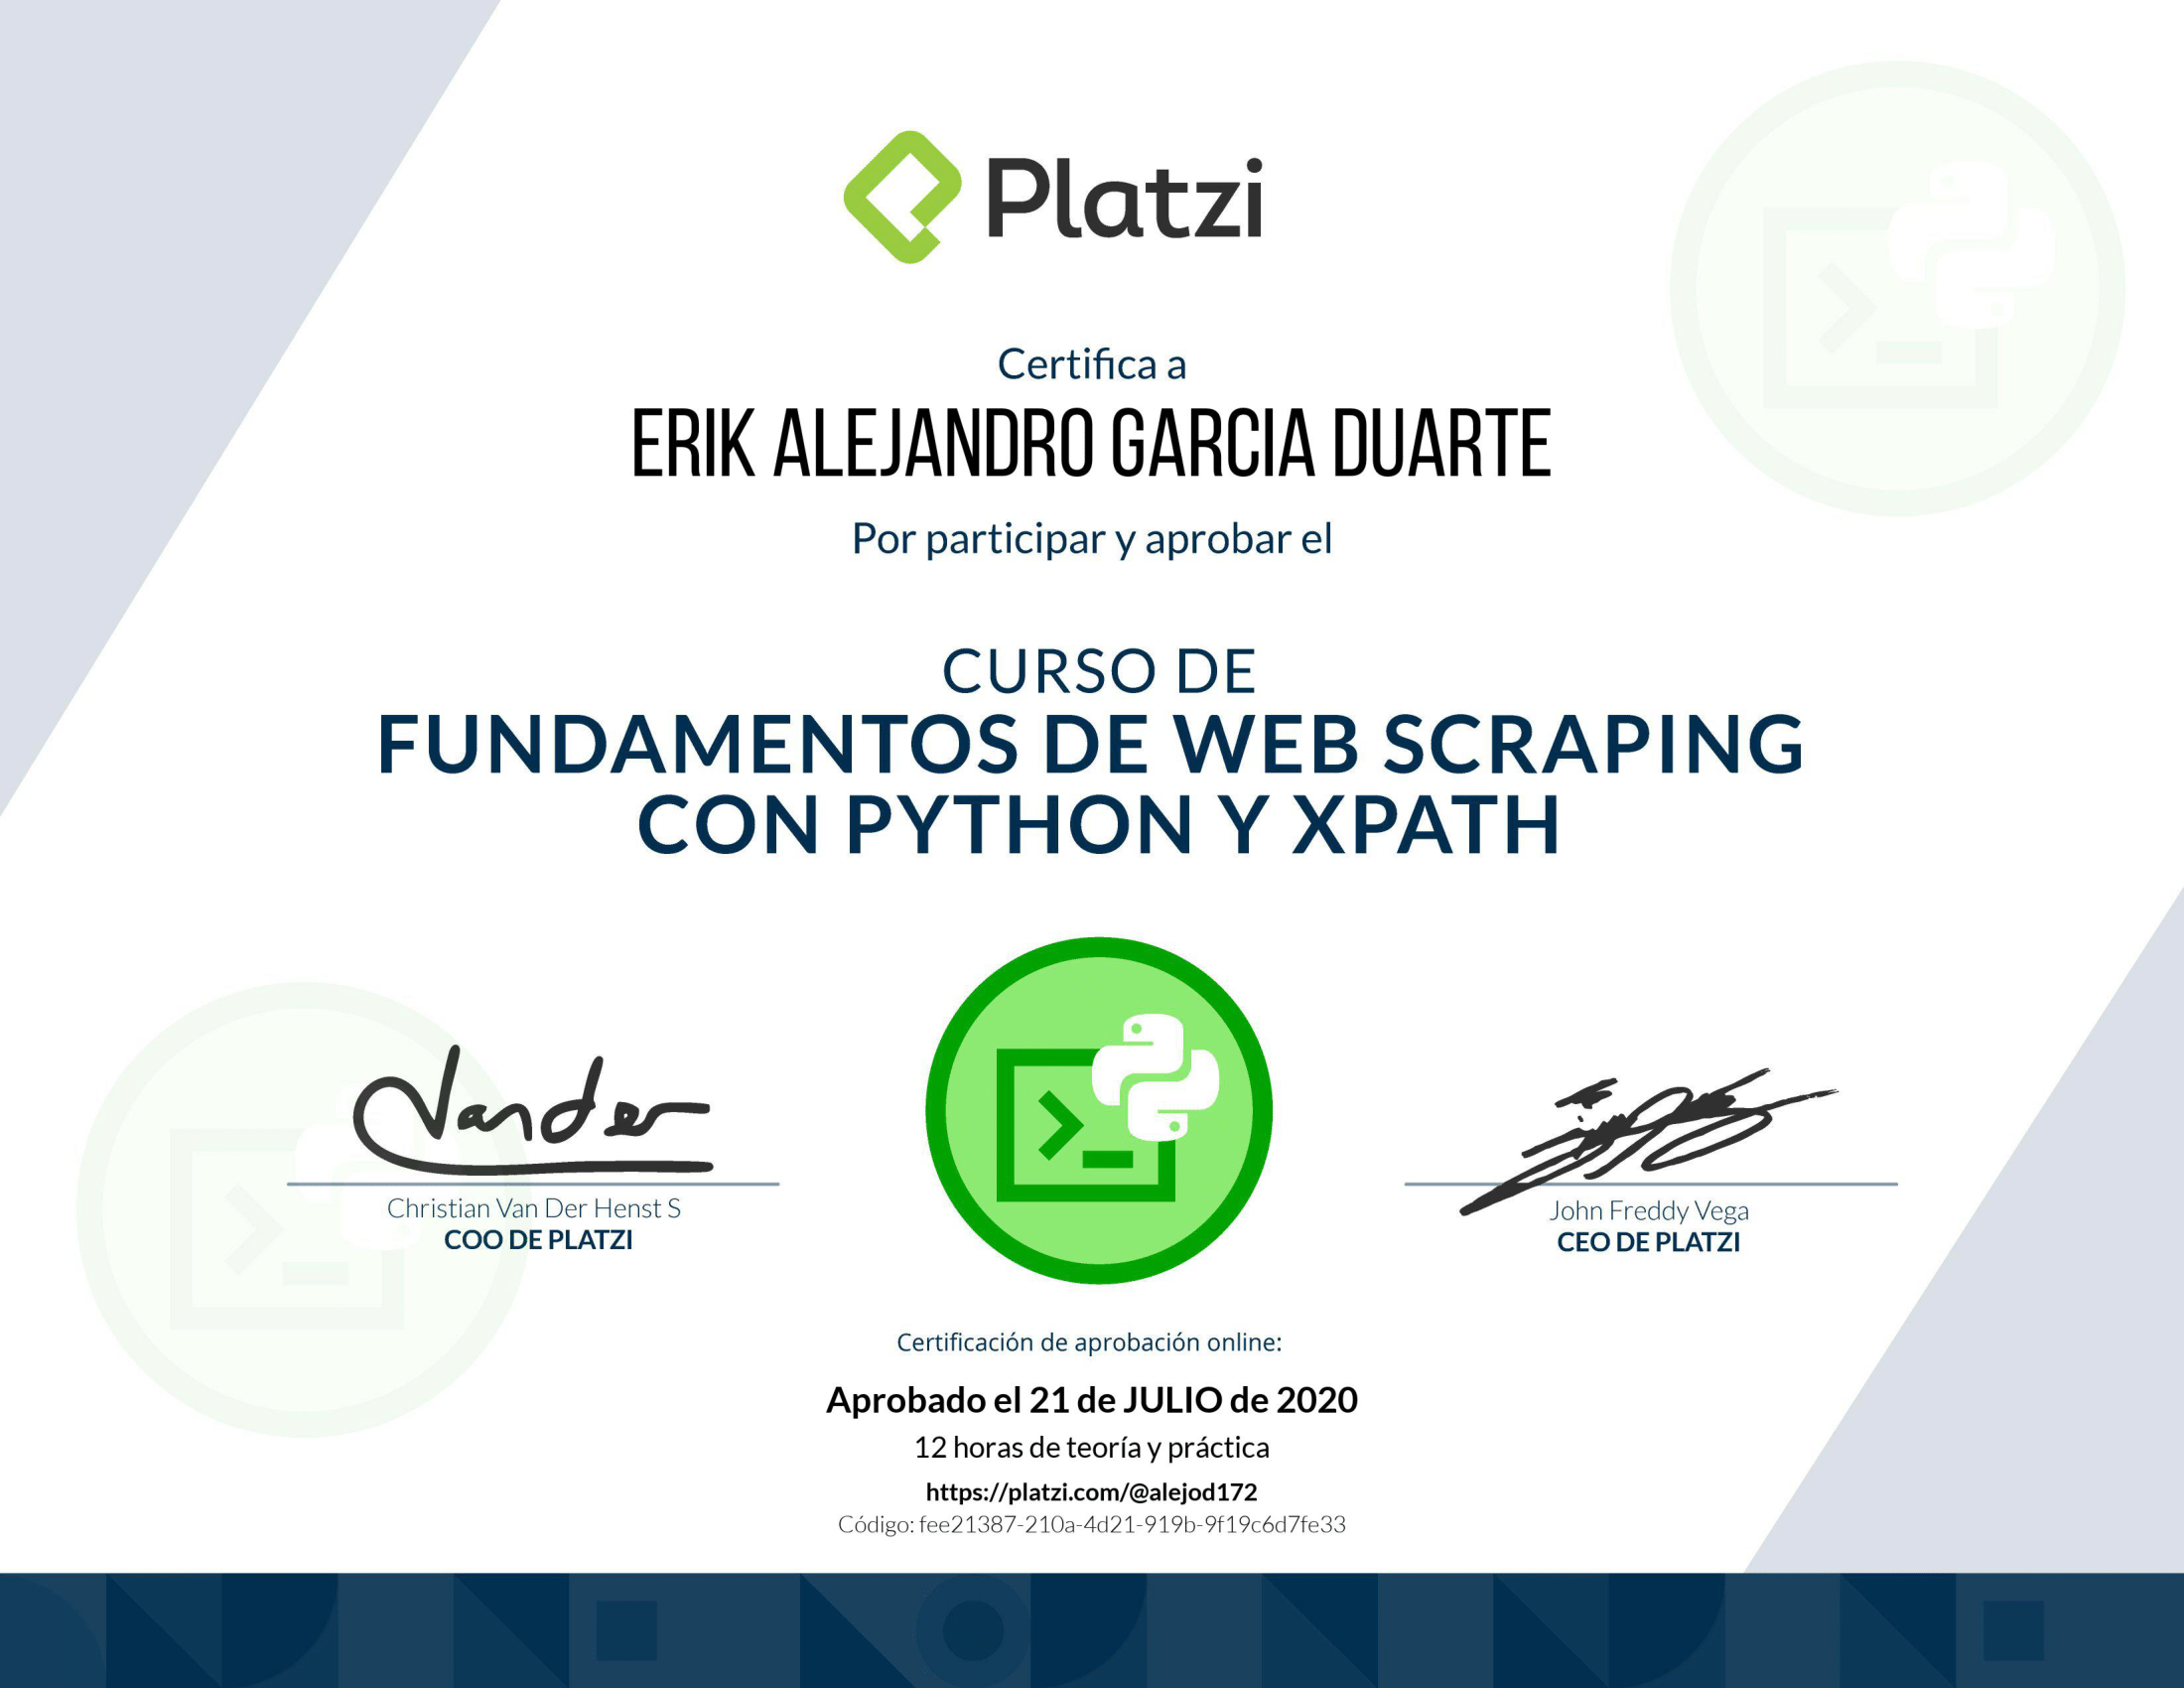 Platzi
Certifica a
ERIK ALEJANDRO GARCIA DUARTE
Por participar y aprobar el
CURSO DE
FUNDAMENTOS DE WEB SCRAPING
CON PYTHON Y XPATH
Vander
Christian Van Der Henst S
COO DE PLATZI
John Freddy Vega
CEO DE PLATZI
Certificación de aprobación online:
Aprobado el 21 de JULIO de 2020
12 horas de teoría y práctica
https://platzi.com/@alejod172
Código: fee21387-210a-4d21-919b-9f19c6d7fe33